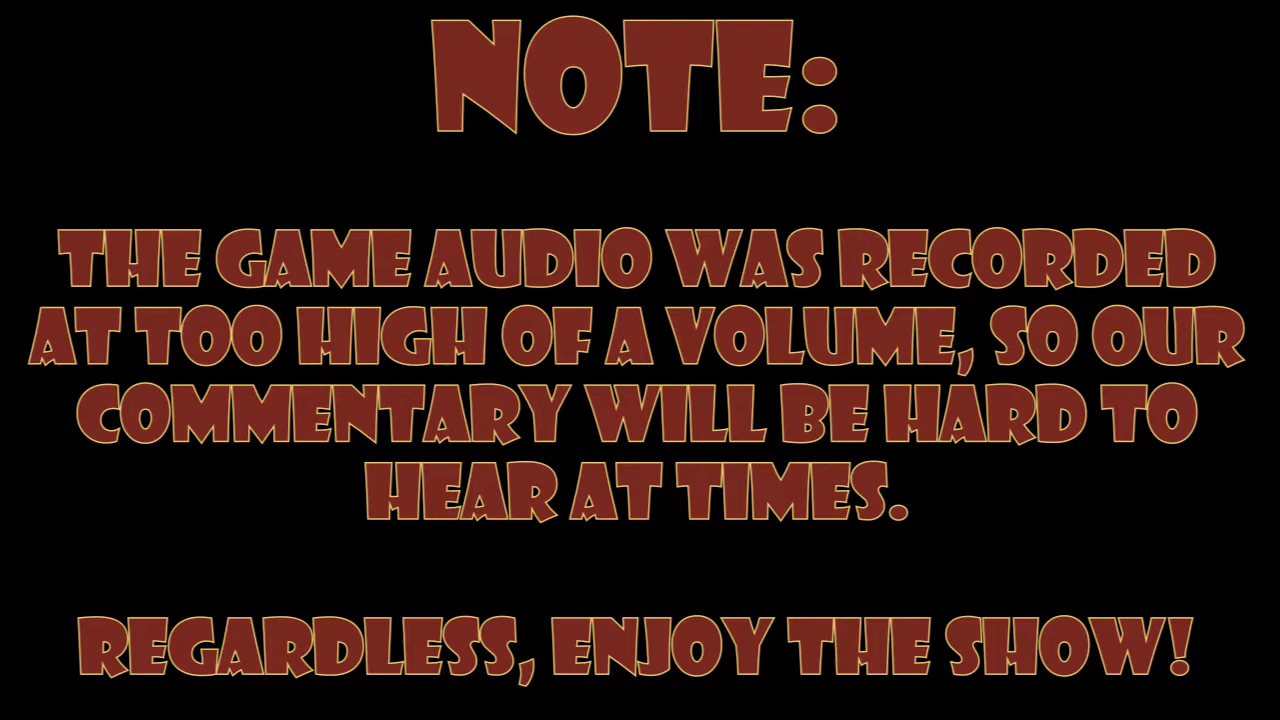 NOTE:
THE GAME AUDIO WAS RECORDED
AT TOO HIGH OF A VOLUME, SO OUR
COMMENTARY WILL BE HARD TO
HEAR AT TIMES.
REGARDLESS, ENJOY THE SHOW!